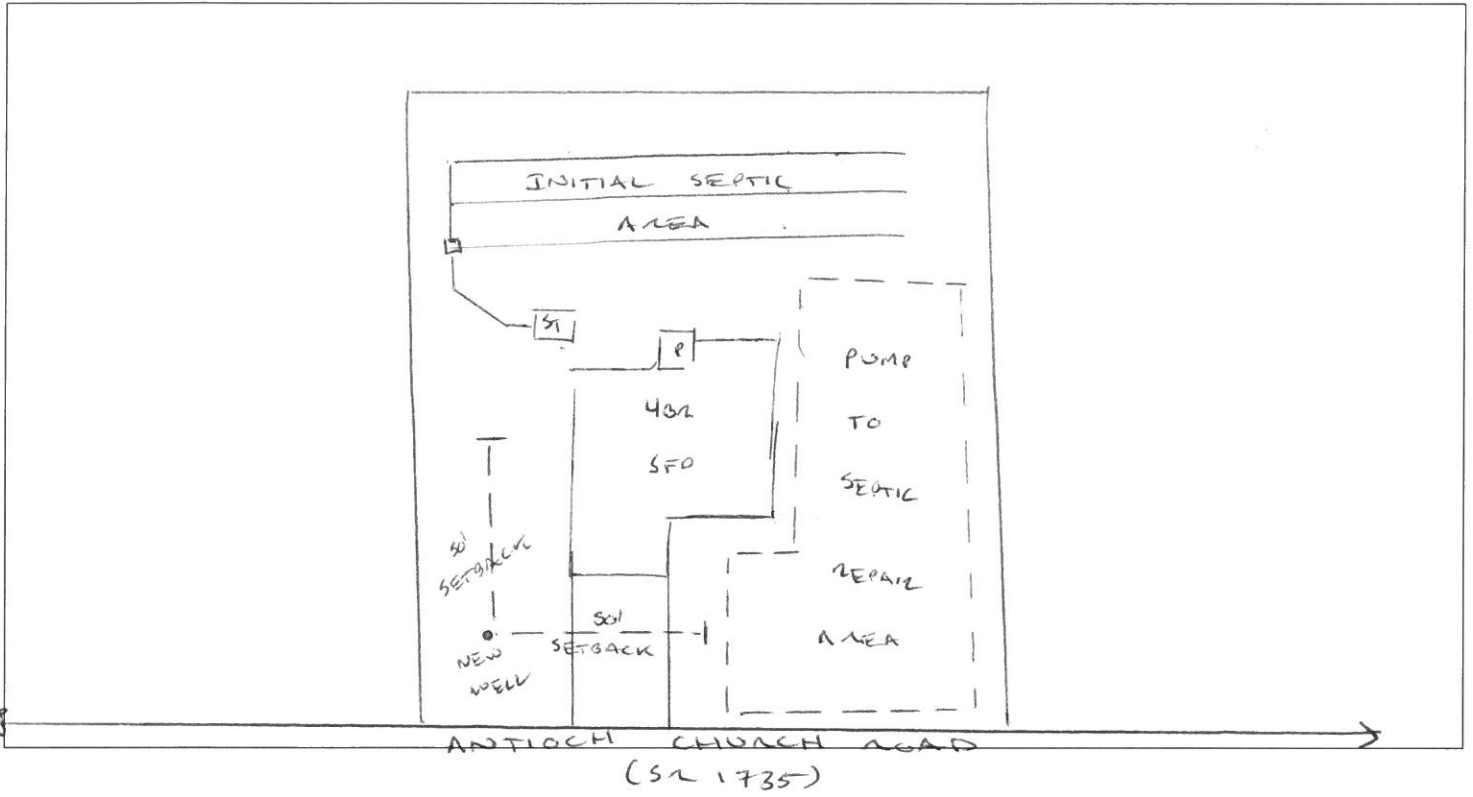 INITIAL SEPTIC
AREA
ST
P
4BR
SFD
PUMP
TO
SEPTIC
REPAIR
AREA
50'
SETBACK
50'
SETBACK
NEW
WELL
ANTIOCH CHURCH ROAD
(SR 1735)